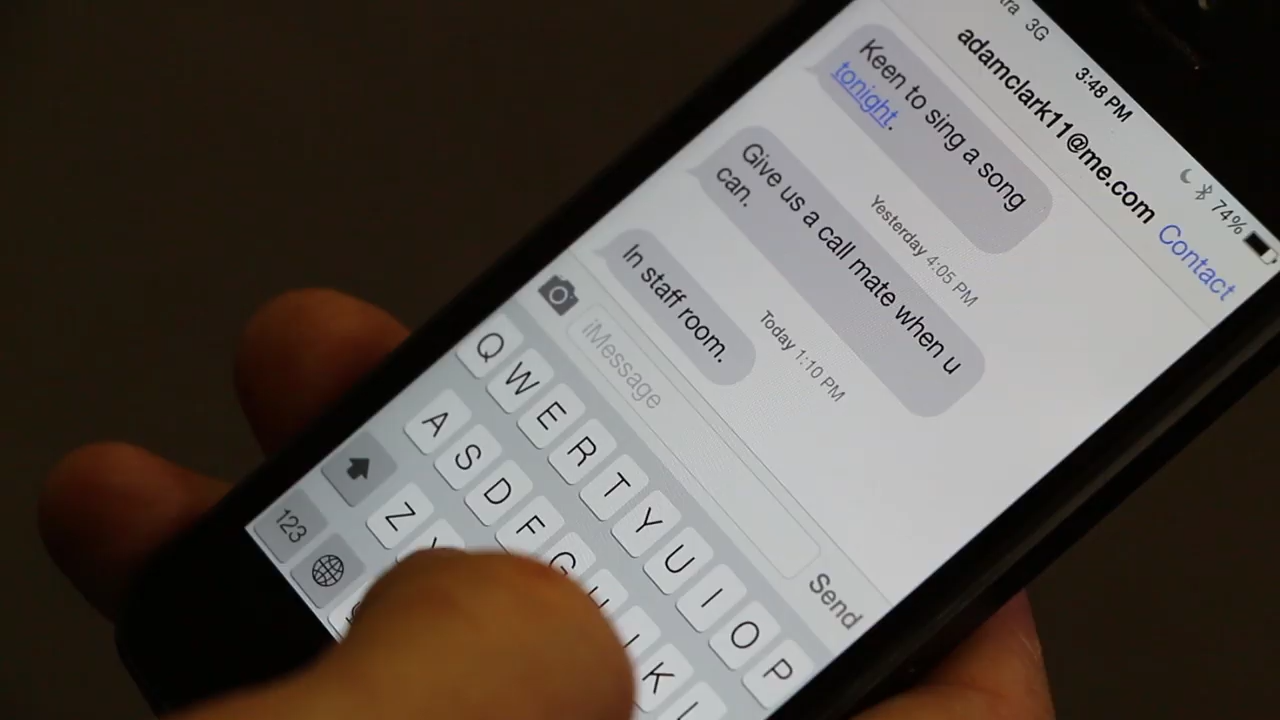 3G
3:48 PM
74%
adamclark11@me.com
Contact
Keen to sing a song
tonight.
Yesterday 4:05 PM
Give us a call mate when u
can.
Today 1:10 PM
In staff room.
iMessage
Send
Q W E R T Y U I O P
A S D F G K
Z
123